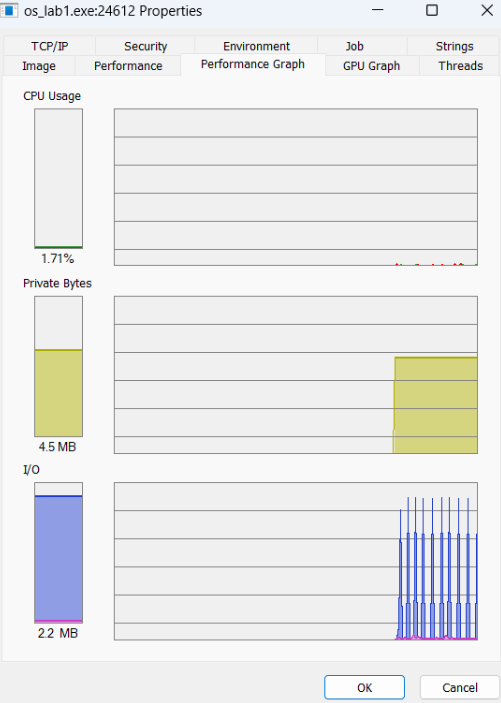 os_lab1.exe:24612 Properties
TCP/IP Security Environment Job Strings
Image Performance Performance Graph GPU Graph Threads
CPU Usage
1.71%
Private Bytes
4.5 MB
I/O
2.2 MB
OK Cancel